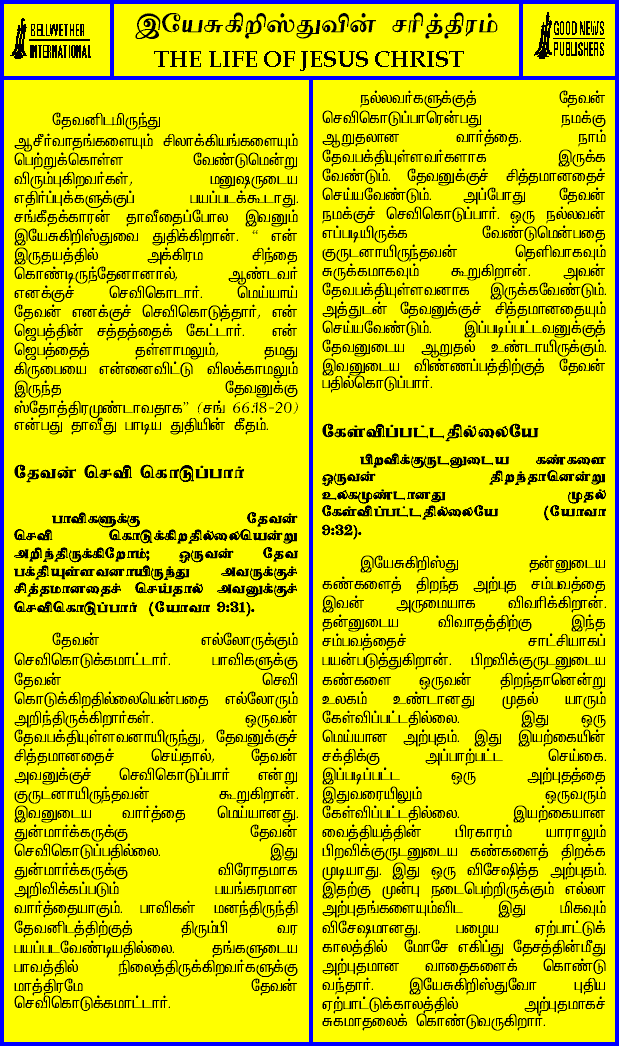 BELLWETHER
INTERNATIONAL
இயேசுகிறிஸ்துவின் சரித்திரம்
THE LIFE OF JESUS CHRIST
GOOD NEWS
PUBLISHERS
தேவனிடமிருந்து
ஆசீர்வாதங்களையும் சிலாக்கியங்களையும்
பெற்றுக்கொள்ள வேண்டுமென்று
விரும்புகிறவர்கள், மனுஷருடைய
எதிர்ப்புக்களுக்குப் பயப்படக்கூடாது.
சங்கீதக்காரன் தாவீதைப்போல இவனும்
இயேசுகிறிஸ்துவை துதிக்கிறான். “ என்
இருதயத்தில் அக்கிரம சிந்தை
கொண்டிருந்தேனானால், ஆண்டவர்
எனக்குச் செவிகொடார். மெய்யாய்
தேவன் எனக்குச் செவிகொடுத்தார், என்
ஜெபத்தின் சத்தத்தைக் கேட்டார். என்
ஜெபத்தைத் தள்ளாமலும், தமது
கிருபையை என்னைவிட்டு விலக்காமலும்
இருந்த தேவனுக்கு
ஸ்தோத்திரமுண்டாவதாக” (சங் 66:18-20)
என்பது தாவீது பாடிய துதியின் கீதம்.
தேவன் செவி கொடுப்பார்
பாவிகளுக்கு தேவன்
செவி கொடுக்கிறதில்லையென்று
அறிந்திருக்கிறோம்; ஒருவன் தேவ
பக்தியுள்ளவனாயிருந்து அவருக்குச்
சித்தமானதைச் செய்தால் அவனுக்குச்
செவிகொடுப்பார் (யோவா 9:31).
தேவன் எல்லோருக்கும்
செவிகொடுக்கமாட்டார். பாவிகளுக்கு
தேவன் செவி
கொடுக்கிறதில்லையென்பதை எல்லோரும்
அறிந்திருக்கிறார்கள். ஒருவன்
தேவபக்தியுள்ளவனாயிருந்து, தேவனுக்குச்
சித்தமானதைச் செய்தால், தேவன்
அவனுக்குச் செவிகொடுப்பார் என்று
குருடனாயிருந்தவன் கூறுகிறான்.
இவனுடைய வார்த்தை மெய்யானது.
துன்மார்க்கருக்கு தேவன்
செவிகொடுப்பதில்லை. இது
துன்மார்க்கருக்கு விரோதமாக
அறிவிக்கப்படும் பயங்கரமான
வார்த்தையாகும். பாவிகள் மனந்திருந்தி
தேவனிடத்திற்குத் திரும்பி வர
பயப்படவேண்டியதில்லை. தங்களுடைய
பாவத்தில் நிலைத்திருக்கிறவர்களுக்கு
மாத்திரமே தேவன்
செவிகொடுக்கமாட்டார்.
நல்லவர்களுக்குத் தேவன்
செவிகொடுப்பாரென்பது நமக்கு
ஆறுதலான வார்த்தை. நாம்
தேவபக்தியுள்ளவர்களாக இருக்க
வேண்டும். தேவனுக்குச் சித்தமானதைச்
செய்யவேண்டும். அப்போது தேவன்
நமக்குச் செவிகொடுப்பார். ஒரு நல்லவன்
எப்படியிருக்க வேண்டுமென்பதை
குருடனாயிருந்தவன் தெளிவாகவும்
சுருக்கமாகவும் கூறுகிறான். அவன்
தேவபக்தியுள்ளவனாக இருக்கவேண்டும்.
அத்துடன் தேவனுக்குச் சித்தமானதையும்
செய்யவேண்டும். இப்படிப்பட்டவனுக்குத்
தேவனுடைய ஆறுதல் உண்டாயிருக்கும்.
இவனுடைய விண்ணப்பத்திற்குத் தேவன்
பதில்கொடுப்பார்.
கேள்விப்பட்டதில்லையே
பிறவிக்குருடனுடைய கண்களை
ஒருவன் திறந்தானென்று
உலகமுண்டானது முதல்
கேள்விப்பட்டதில்லையே (யோவா
9:32).
இயேசுகிறிஸ்து தன்னுடைய
கண்களைத் திறந்த அற்புத சம்பவத்தை
இவன் அருமையாக விவரிக்கிறான்.
தன்னுடைய விவாதத்திற்கு இந்த
சம்பவத்தைச் சாட்சியாகப்
பயன்படுத்துகிறான். பிறவிக்குருடனுடைய
கண்களை ஒருவன் திறந்தானென்று
உலகம் உண்டானது முதல் யாரும்
கேள்விப்பட்டதில்லை. இது ஒரு
மெய்யான அற்புதம். இது இயற்கையின்
சக்திக்கு அப்பாற்பட்ட செய்கை.
இப்படிப்பட்ட ஒரு அற்புதத்தை
இதுவரையிலும் ஒருவரும்
கேள்விப்பட்டதில்லை. இயற்கையான
வைத்தியத்தின் பிரகாரம் யாராலும்
பிறவிக்குருடனுடைய கண்களைத் திறக்க
முடியாது. இது ஒரு விசேஷித்த அற்புதம்.
இதற்கு முன்பு நடைபெற்றிருக்கும் எல்லா
அற்புதங்களையும்விட இது மிகவும்
விசேஷமானது. பழைய ஏற்பாட்டுக்
காலத்தில் மோசே எகிப்து தேசத்தின்மீது
அற்புதமான வாதைகளைக் கொண்டு
வந்தார். இயேசுகிறிஸ்துவோ புதிய
ஏற்பாட்டுக்காலத்தில் அற்புதமாகச்
சுகமாதலைக் கொண்டுவருகிறார்.